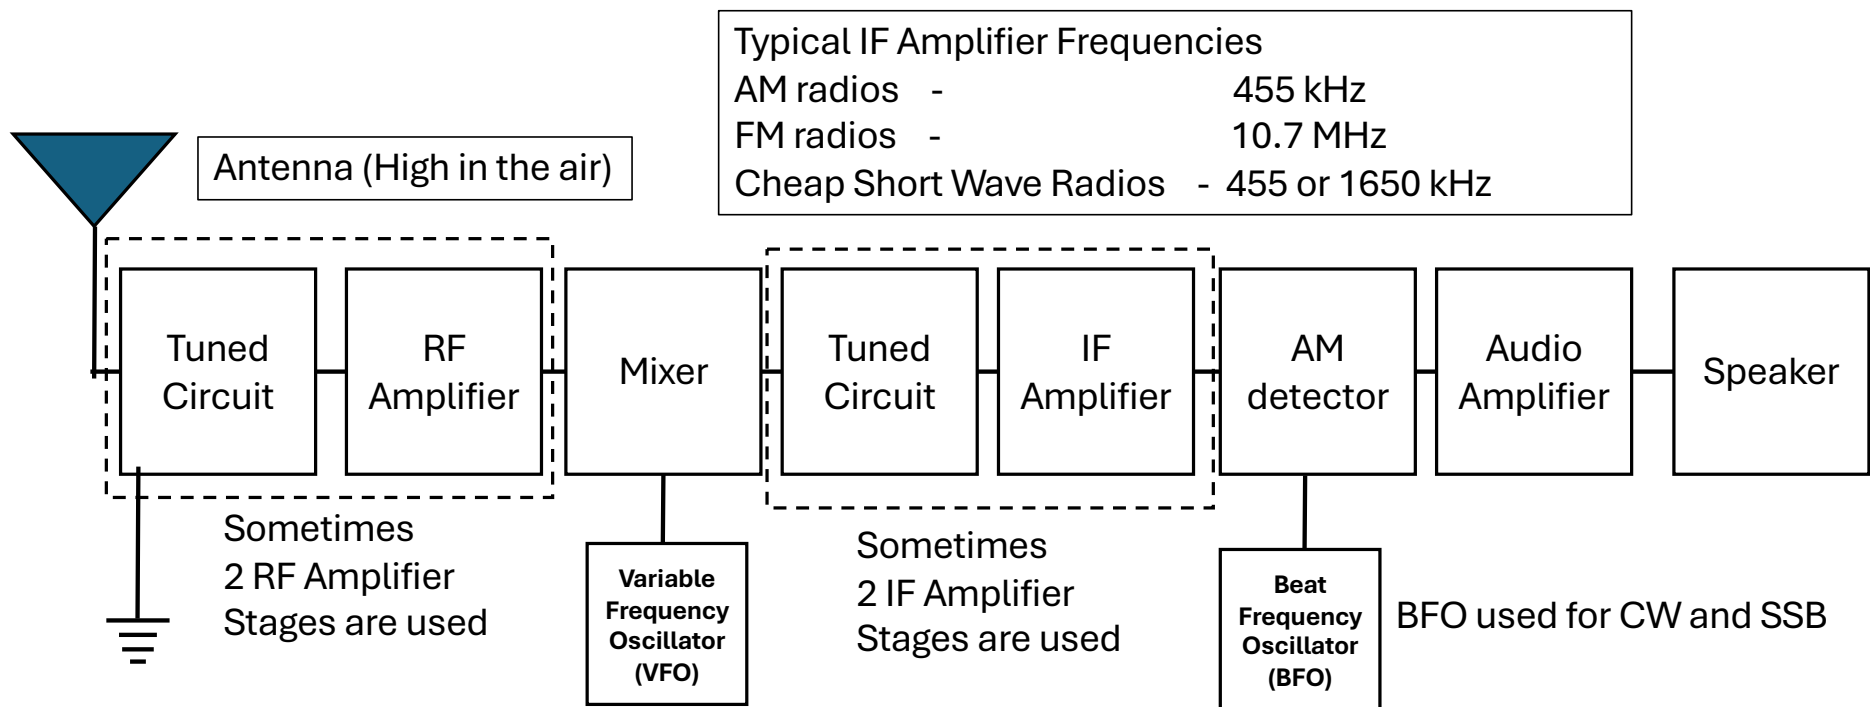 Typical IF Amplifier Frequencies
AM radios - 455 kHz
FM radios - 10.7 MHz
Cheap Short Wave Radios - 455 or 1650 kHz
Antenna (High in the air)
Tuned
Circuit
RF
Amplifier
Mixer
Tuned
Circuit
IF
Amplifier
AM
detector
Audio
Amplifier
Speaker
Sometimes
2 RF Amplifier
Stages are used
Variable
Frequency
Oscillator
(VFO)
Sometimes
2 IF Amplifier
Stages are used
Beat
Frequency
Oscillator
(BFO)
BFO used for CW and SSB